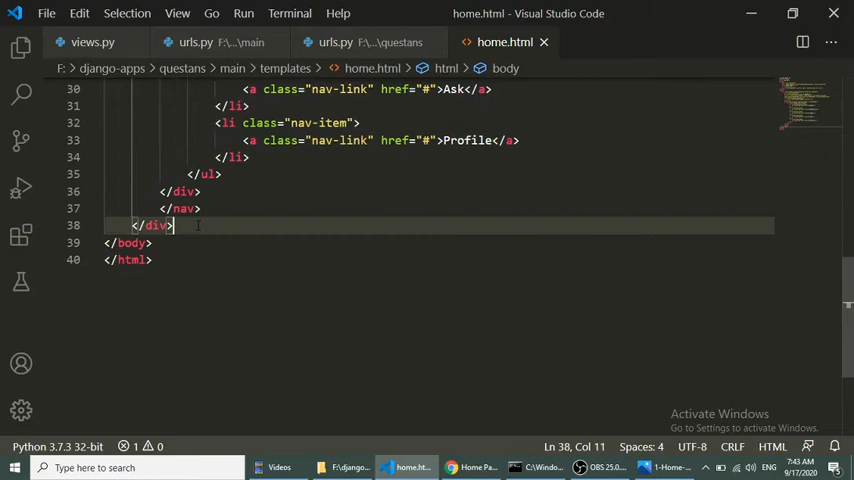 File Edit Selection View Go Run Terminal Help home.html - Visual Studio Code
views.py urls.py F:\...\main urls.py F:\...\questans home.html
F: > django-apps > questans > main > templates > home.html > html > body
30 <a class="nav-link" href="#">Ask</a>
31 </li>
32 <li class="nav-item">
33 <a class="nav-link" href="#">Profile</a>
34 </li>
35 </ul>
36 </div>
37 </nav>
38 </div>
39 </body>
40 </html>
Activate Windows
Go to Settings to activate Windows.
Python 3.7.3 32-bit 1 0 Ln 38, Col 11 Spaces: 4 UTF-8 CRLF HTML
Type here to search Videos F:\django... home.ht... Home Pa... C:\Window... OBS 25.0.... 1-Home-... ENG 7:43 AM
9/17/2020 5